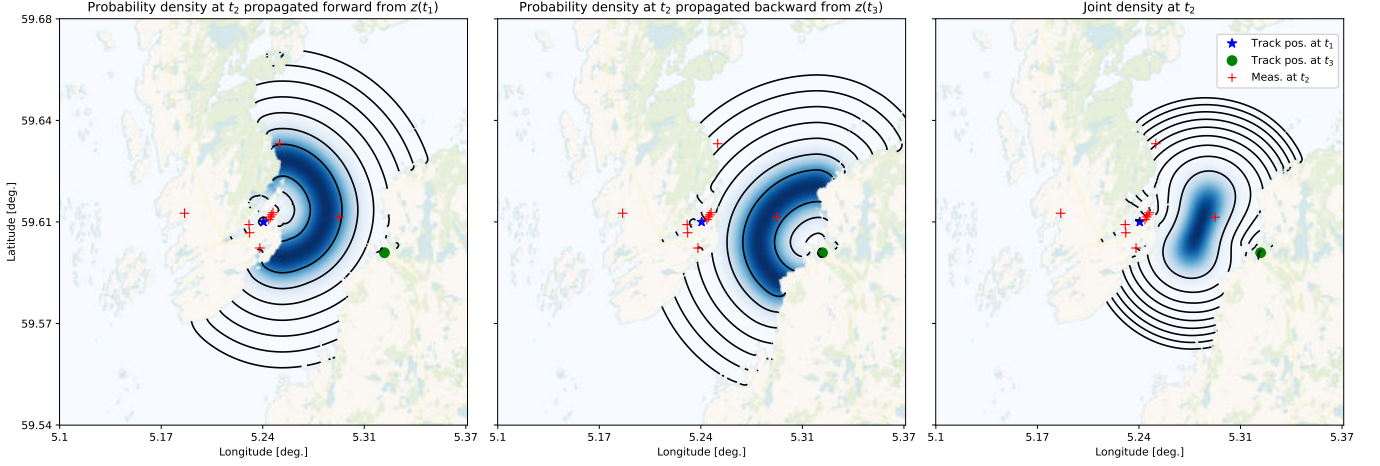 Probability density at t₂ propagated forward from z(t₁)
Probability density at t₂ propagated backward from z(t₃)
Joint density at t₂
Track pos. at t₁
Track pos. at t₃
Meas. at t₂
Latitude [deg.]
59.68
59.64
59.61
59.57
59.54
5.1
5.17
5.24
5.31
5.37
Longitude [deg.]
5.1
5.17
5.24
5.31
5.37
Longitude [deg.]
5.1
5.17
5.24
5.31
5.37
Longitude [deg.]